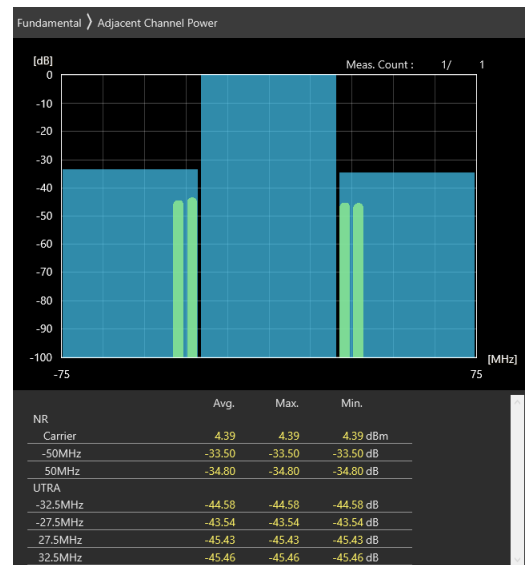 Fundamental 〉 Adjacent Channel Power
[dB]
Meas. Count : 1/ 1
0
-10
-20
-30
-40
-50
-60
-70
-80
-90
-100
[MHz]
-75 75
Avg. Max. Min.
NR
Carrier 4.39 4.39 4.39 dBm
-50MHz -33.50 -33.50 -33.50 dB
50MHz -34.80 -34.80 -34.80 dB
UTRA
-32.5MHz -44.58 -44.58 -44.58 dB
-27.5MHz -43.54 -43.54 -43.54 dB
27.5MHz -45.43 -45.43 -45.43 dB
32.5MHz -45.46 -45.46 -45.46 dB